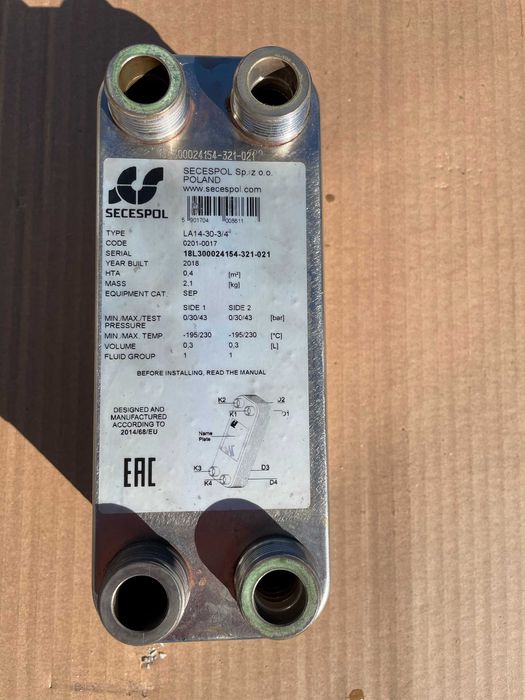 18L300024154-321-021
SECESPOL Sp. z o.o.
POLAND
www.secespol.com
SECESPOL
5 901704 008611
TYPE LA14-30-3/4"
CODE 0201-0017
SERIAL 18L300024154-321-021
YEAR BUILT 2018
HTA 0,4 [m²]
MASS 2,1 [kg]
EQUIPMENT CAT. SEP
SIDE 1 SIDE 2
MIN./MAX./TEST 0/30/43 0/30/43 [bar]
PRESSURE
MIN./MAX. TEMP. -195/230 -195/230 [°C]
VOLUME 0,3 0,3 [L]
FLUID GROUP 1 1
BEFORE INSTALLING, READ THE MANUAL
DESIGNED AND
MANUFACTURED
ACCORDING TO
2014/68/EU
K2 D2
K1 D1
Name
Plate
K3 D3
K4 D4
EAC